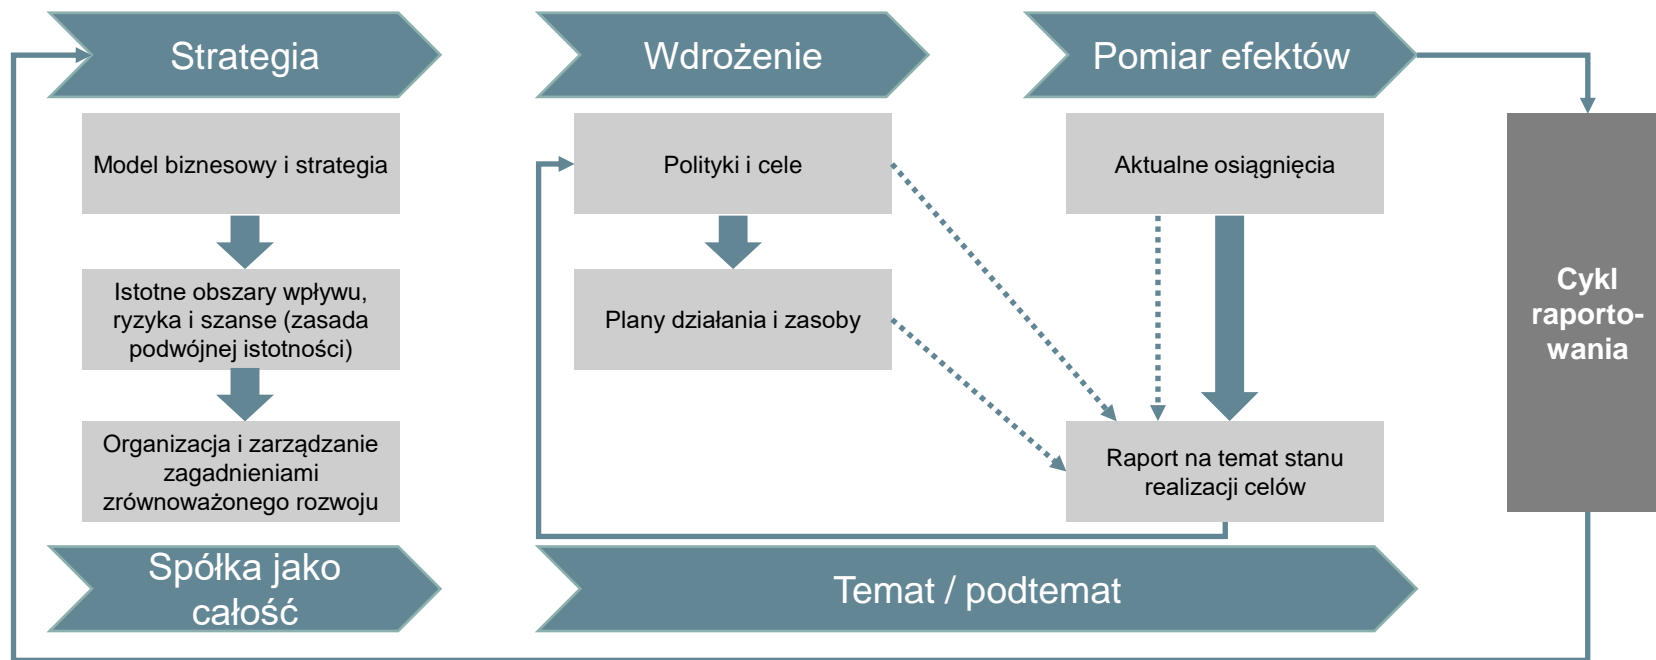 Strategia
Wdrożenie
Pomiar efektów
Model biznesowy i strategia
Istotne obszary wpływu,
ryzyka i szanse (zasada
podwójnej istotności)
Organizacja i zarządzanie
zagadnieniami
zrównoważonego rozwoju
Polityki i cele
Plany działania i zasoby
Aktualne osiągnięcia
Raport na temat stanu
realizacji celów
Cykl
raporto-
wania
Spółka jako
całość
Temat / podtemat